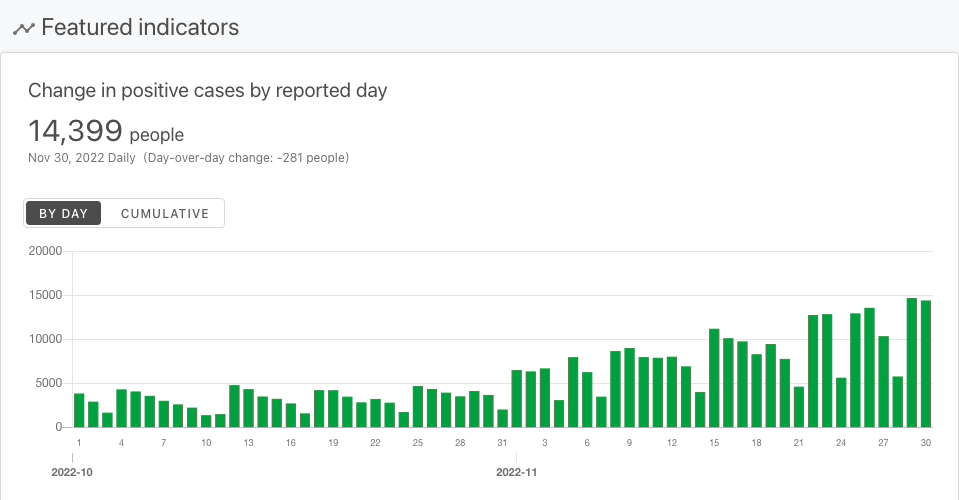 Featured indicators
Change in positive cases by reported day
14,399 people
Nov 30, 2022 Daily (Day-over-day change: -281 people)
BY DAY CUMULATIVE
20000
15000
10000
5000
0
1 4 7 10 13 16 19 22 25 28 31 3 6 9 12 15 18 21 24 27 30
2022-10 2022-11